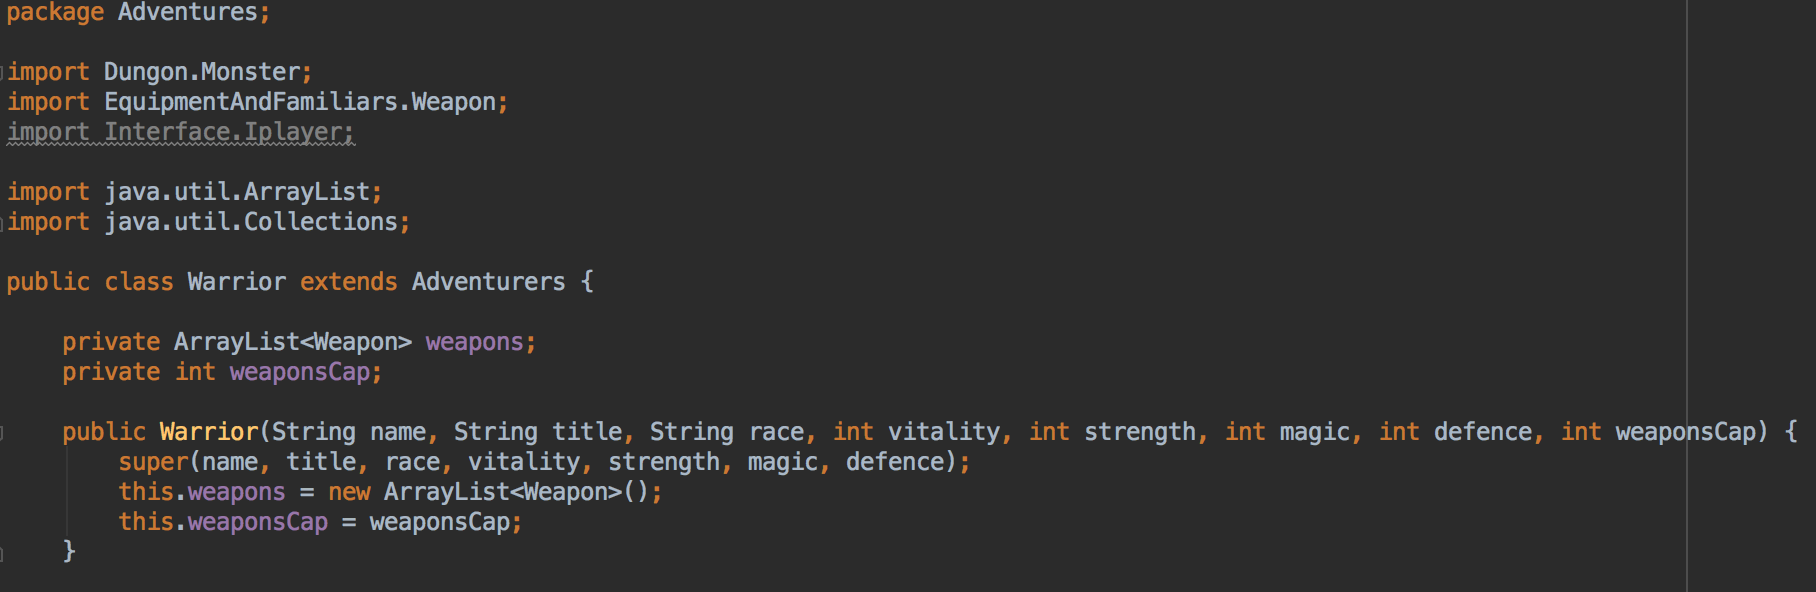 package Adventures;
import Dungon.Monster;
import EquipmentAndFamiliars.Weapon;
import Interface.Iplayer;
import java.util.ArrayList;
import java.util.Collections;
public class Warrior extends Adventurers {
private ArrayList<Weapon> weapons;
private int weaponsCap;
public Warrior(String name, String title, String race, int vitality, int strength, int magic, int defence, int weaponsCap) {
super(name, title, race, vitality, strength, magic, defence);
this.weapons = new ArrayList<Weapon>();
this.weaponsCap = weaponsCap;
}